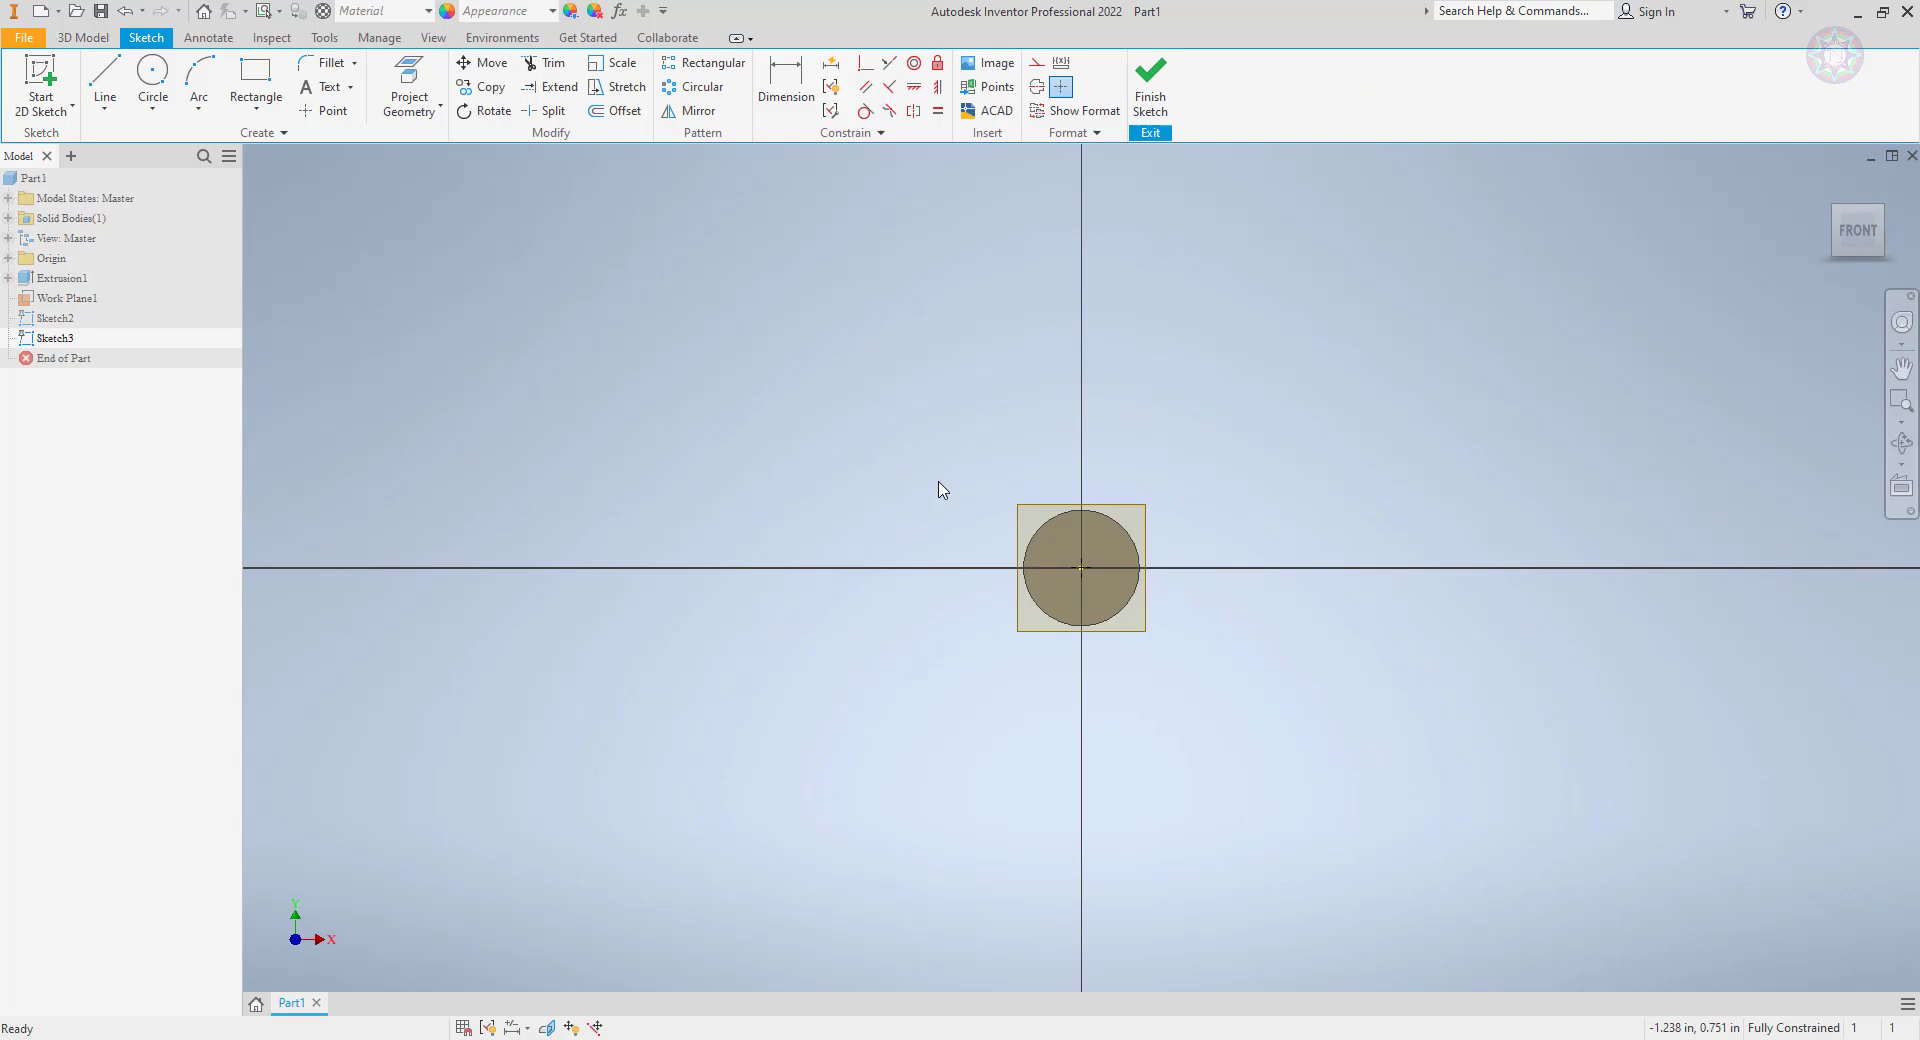 Material
Appearance
Autodesk Inventor Professional 2022 Part1
Search Help & Commands...
Sign In
File
3D Model
Sketch
Annotate
Inspect
Tools
Manage
View
Environments
Get Started
Collaborate
Start
2D Sketch
Line
Circle
Arc
Rectangle
Fillet
Text
Point
Project
Geometry
Move
Copy
Rotate
Trim
Extend
Split
Scale
Stretch
Offset
Rectangular
Circular
Mirror
Dimension
Image
Points
ACAD
Show Format
Finish
Sketch
Sketch
Create
Modify
Pattern
Constrain
Insert
Format
Exit
Model
Part1
Model States: Master
Solid Bodies(1)
View: Master
Origin
Extrusion1
Work Plane1
Sketch2
Sketch3
End of Part
FRONT
Y
X
Part1
Ready
-1.238 in, 0.751 in
Fully Constrained
1
1